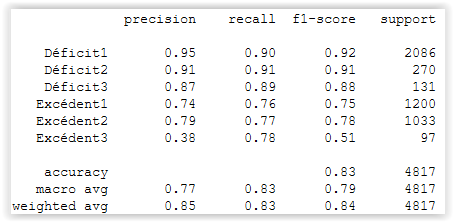 precision recall f1-score support
Déficit1 0.95 0.90 0.92 2086
Déficit2 0.91 0.91 0.91 270
Déficit3 0.87 0.89 0.88 131
Excédent1 0.74 0.76 0.75 1200
Excédent2 0.79 0.77 0.78 1033
Excédent3 0.38 0.78 0.51 97
accuracy 0.83 4817
macro avg 0.77 0.83 0.79 4817
weighted avg 0.85 0.83 0.84 4817